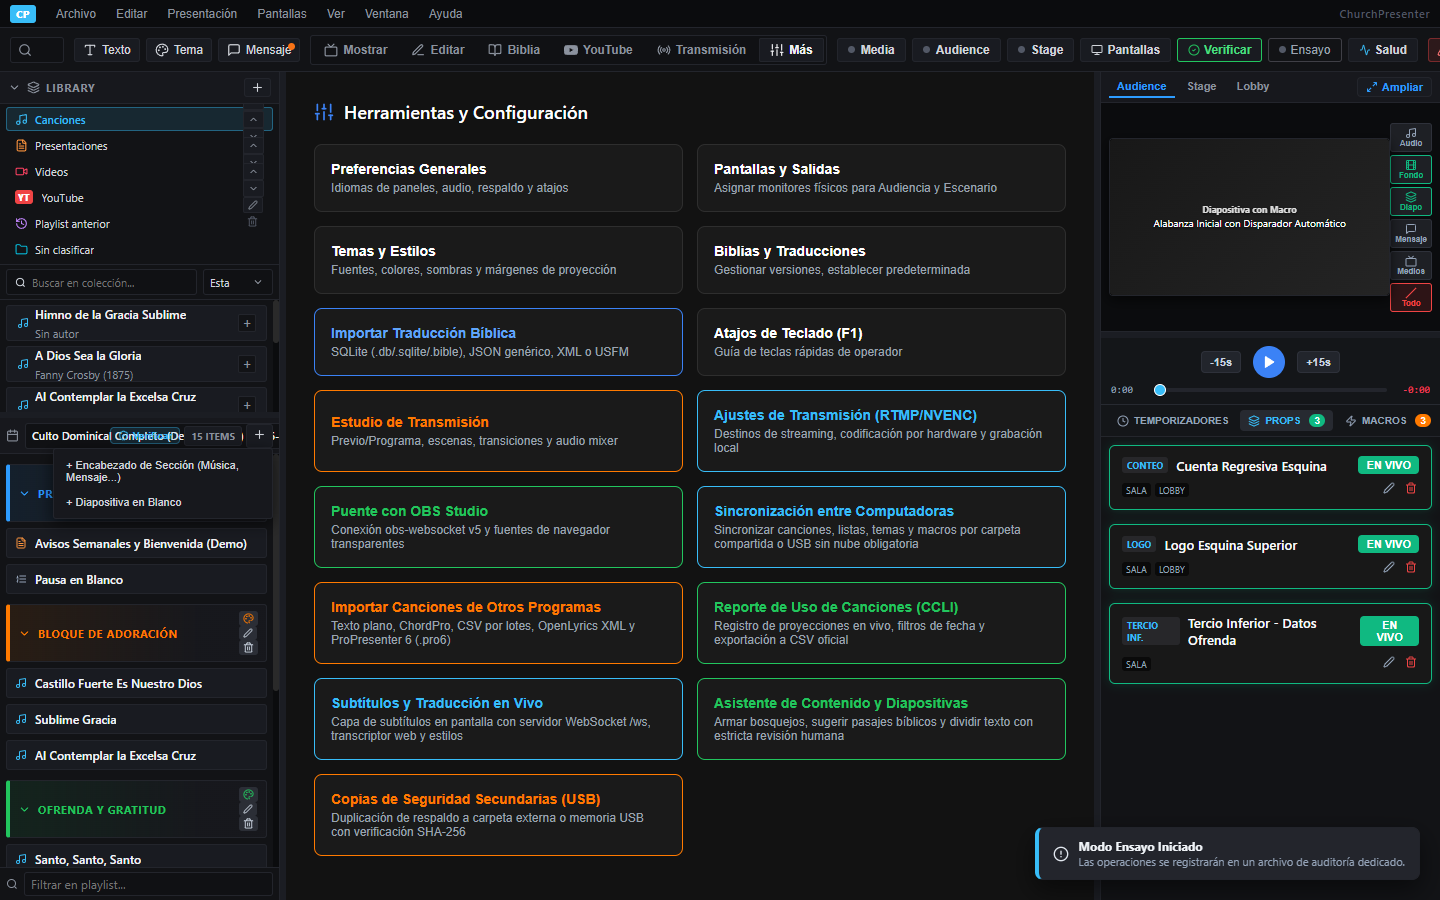 CP Archivo Editar Presentación Pantallas Ver Ventana Ayuda ChurchPresenter
Texto Tema Mensaje Mostrar Editar Biblia YouTube Transmisión Más Media Audience Stage Pantallas Verificar Ensayo Salud
LIBRARY
Canciones
Presentaciones
Videos
YT YouTube
Playlist anterior
Sin clasificar
Buscar en colección... Esta
Himno de la Gracia Sublime
Sin autor
A Dios Sea la Gloria
Fanny Crosby (1875)
Al Contemplar la Excelsa Cruz
Culto Dominical Completo (De 15 ITEMS
+ Encabezado de Sección (Música, Mensaje...)
+ Diapositiva en Blanco
PR
Avisos Semanales y Bienvenida (Demo)
Pausa en Blanco
BLOQUE DE ADORACIÓN
Castillo Fuerte Es Nuestro Dios
Sublime Gracia
Al Contemplar la Excelsa Cruz
OFRENDA Y GRATITUD
Santo, Santo, Santo
Filtrar en playlist...
Herramientas y Configuración
Preferencias Generales
Idiomas de paneles, audio, respaldo y atajos
Pantallas y Salidas
Asignar monitores físicos para Audiencia y Escenario
Temas y Estilos
Fuentes, colores, sombras y márgenes de proyección
Biblias y Traducciones
Gestionar versiones, establecer predeterminada
Importar Traducción Bíblica
SQLite (.db/.sqlite/.bible), JSON genérico, XML o USFM
Atajos de Teclado (F1)
Guía de teclas rápidas de operador
Estudio de Transmisión
Previo/Programa, escenas, transiciones y audio mixer
Ajustes de Transmisión (RTMP/NVENC)
Destinos de streaming, codificación por hardware y grabación
local
Puente con OBS Studio
Conexión obs-websocket v5 y fuentes de navegador
transparentes
Sincronización entre Computadoras
Sincronizar canciones, listas, temas y macros por carpeta
compartida o USB sin nube obligatoria
Importar Canciones de Otros Programas
Texto plano, ChordPro, CSV por lotes, OpenLyrics XML y
ProPresenter 6 (.pro6)
Reporte de Uso de Canciones (CCLI)
Registro de proyecciones en vivo, filtros de fecha y
exportación a CSV oficial
Subtítulos y Traducción en Vivo
Capa de subtítulos en pantalla con servidor WebSocket /ws,
transcriptor web y estilos
Asistente de Contenido y Diapositivas
Armar bosquejos, sugerir pasajes bíblicos y dividir texto con
estricta revisión humana
Copias de Seguridad Secundarias (USB)
Duplicación de respaldo a carpeta externa o memoria USB
con verificación SHA-256
Audience Stage Lobby Ampliar
Diapositiva con Macro
Alabanza Inicial con Disparador Automático
Audio
Fondo
Diapo
Mensaje
Medios
Todo
-15s +15s
0:00 -0:00
TEMPORIZADORES PROPS 3 MACROS 3
CONTEO Cuenta Regresiva Esquina EN VIVO
SALA LOBBY
LOGO Logo Esquina Superior EN VIVO
SALA LOBBY
TERCIO INF. Tercio Inferior - Datos Ofrenda EN VIVO
SALA
Modo Ensayo Iniciado
Las operaciones se registrarán en un archivo de auditoría dedicado.